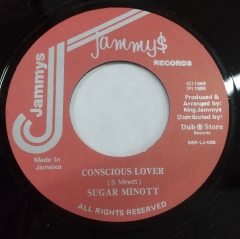 Jammy$
RECORDS
Jammys
Produced &
Arranged by:
King Jammys
Distributed by:
Dub Store
Records
Made In
Jamaica
CONSCIOUS LOVER
(S. Minott)
SUGAR MINOTT
ALL RIGHTS RESERVED